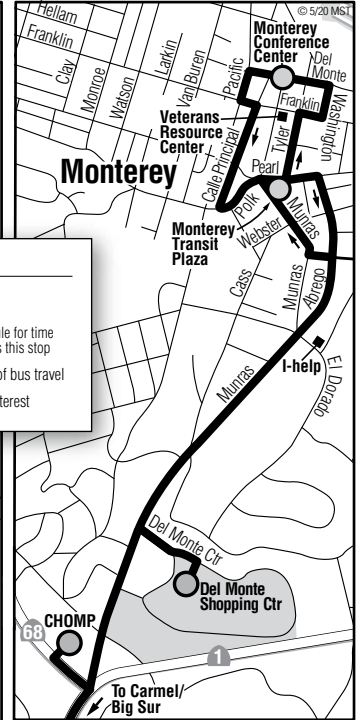 © 5/20 MST
Hellam
Franklin
Clay
Monroe
Watson
Larkin
Van Buren
Pacific
Monterey
Conference
Center
Del
Monte
Franklin
Washington
Veterans
Resource
Center
Tyler
Calle Principal
Pearl
Monterey
Polk
Munras
Webster
Monterey
Transit
Plaza
Cass
Munras
Abrego
le for time
s this stop
of bus travel
terest
I-help
El Dorado
Munras
Del Monte Ctr
Del Monte
Shopping Ctr
CHOMP
68
1
To Carmel/
Big Sur